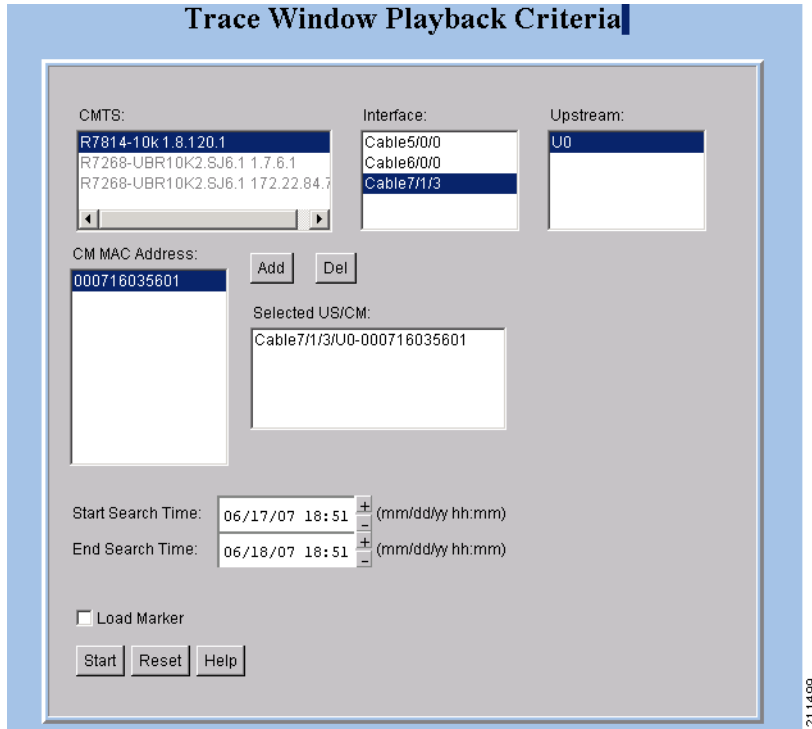 Trace Window Playback Criteria
CMTS:
R7814-10k 1.8.120.1
R7268-UBR10K2.SJ6.1 1.7.6.1
R7268-UBR10K2.SJ6.1 172.22.84.7
Interface:
Cable5/0/0
Cable6/0/0
Cable7/1/3
Upstream:
U0
CM MAC Address:
000716035601
Add Del
Selected US/CM:
Cable7/1/3/U0-000716035601
Start Search Time: 06/17/07 18:51 + - (mm/dd/yy hh:mm)
End Search Time: 06/18/07 18:51 + - (mm/dd/yy hh:mm)
Load Marker
Start Reset Help
211499